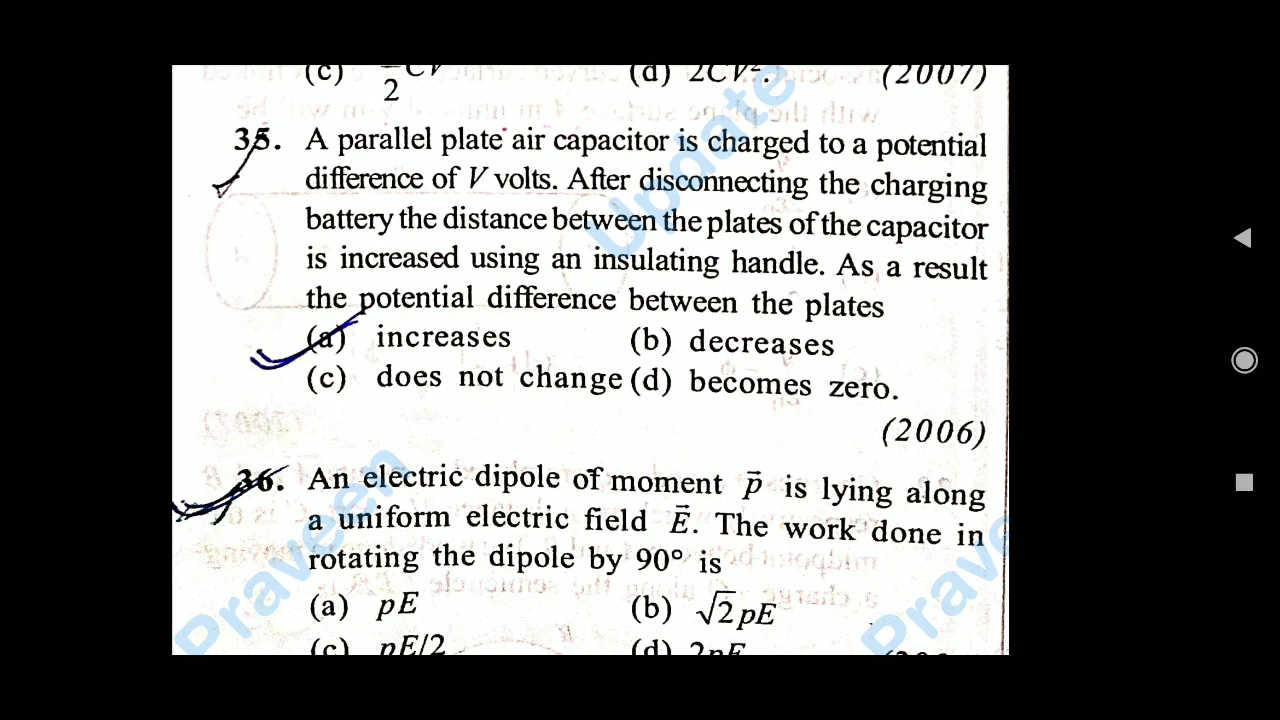 (c) 2 CV (d) 2CV². (2007)
35. A parallel plate air capacitor is charged to a potential
difference of V volts. After disconnecting the charging
battery the distance between the plates of the capacitor
is increased using an insulating handle. As a result
the potential difference between the plates
(a) increases (b) decreases
(c) does not change (d) becomes zero.
(2006)
36. An electric dipole of moment p⃗ is lying along
a uniform electric field E⃗. The work done in
rotating the dipole by 90° is
(a) pE (b) √2pE
(c) pE/2 (d) 2pE
Update
Praveen
Prave